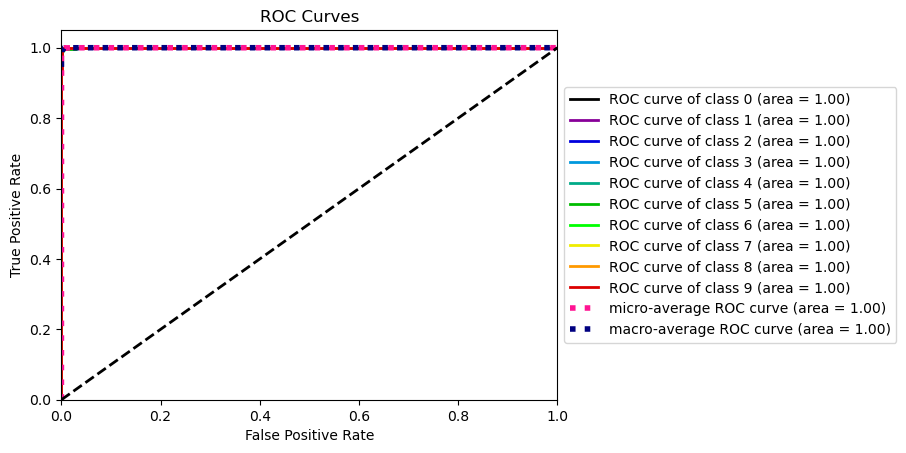 ROC Curves
True Positive Rate
1.0
0.8
0.6
0.4
0.2
0.0
0.0 0.2 0.4 0.6 0.8 1.0
False Positive Rate
ROC curve of class 0 (area = 1.00)
ROC curve of class 1 (area = 1.00)
ROC curve of class 2 (area = 1.00)
ROC curve of class 3 (area = 1.00)
ROC curve of class 4 (area = 1.00)
ROC curve of class 5 (area = 1.00)
ROC curve of class 6 (area = 1.00)
ROC curve of class 7 (area = 1.00)
ROC curve of class 8 (area = 1.00)
ROC curve of class 9 (area = 1.00)
micro-average ROC curve (area = 1.00)
macro-average ROC curve (area = 1.00)